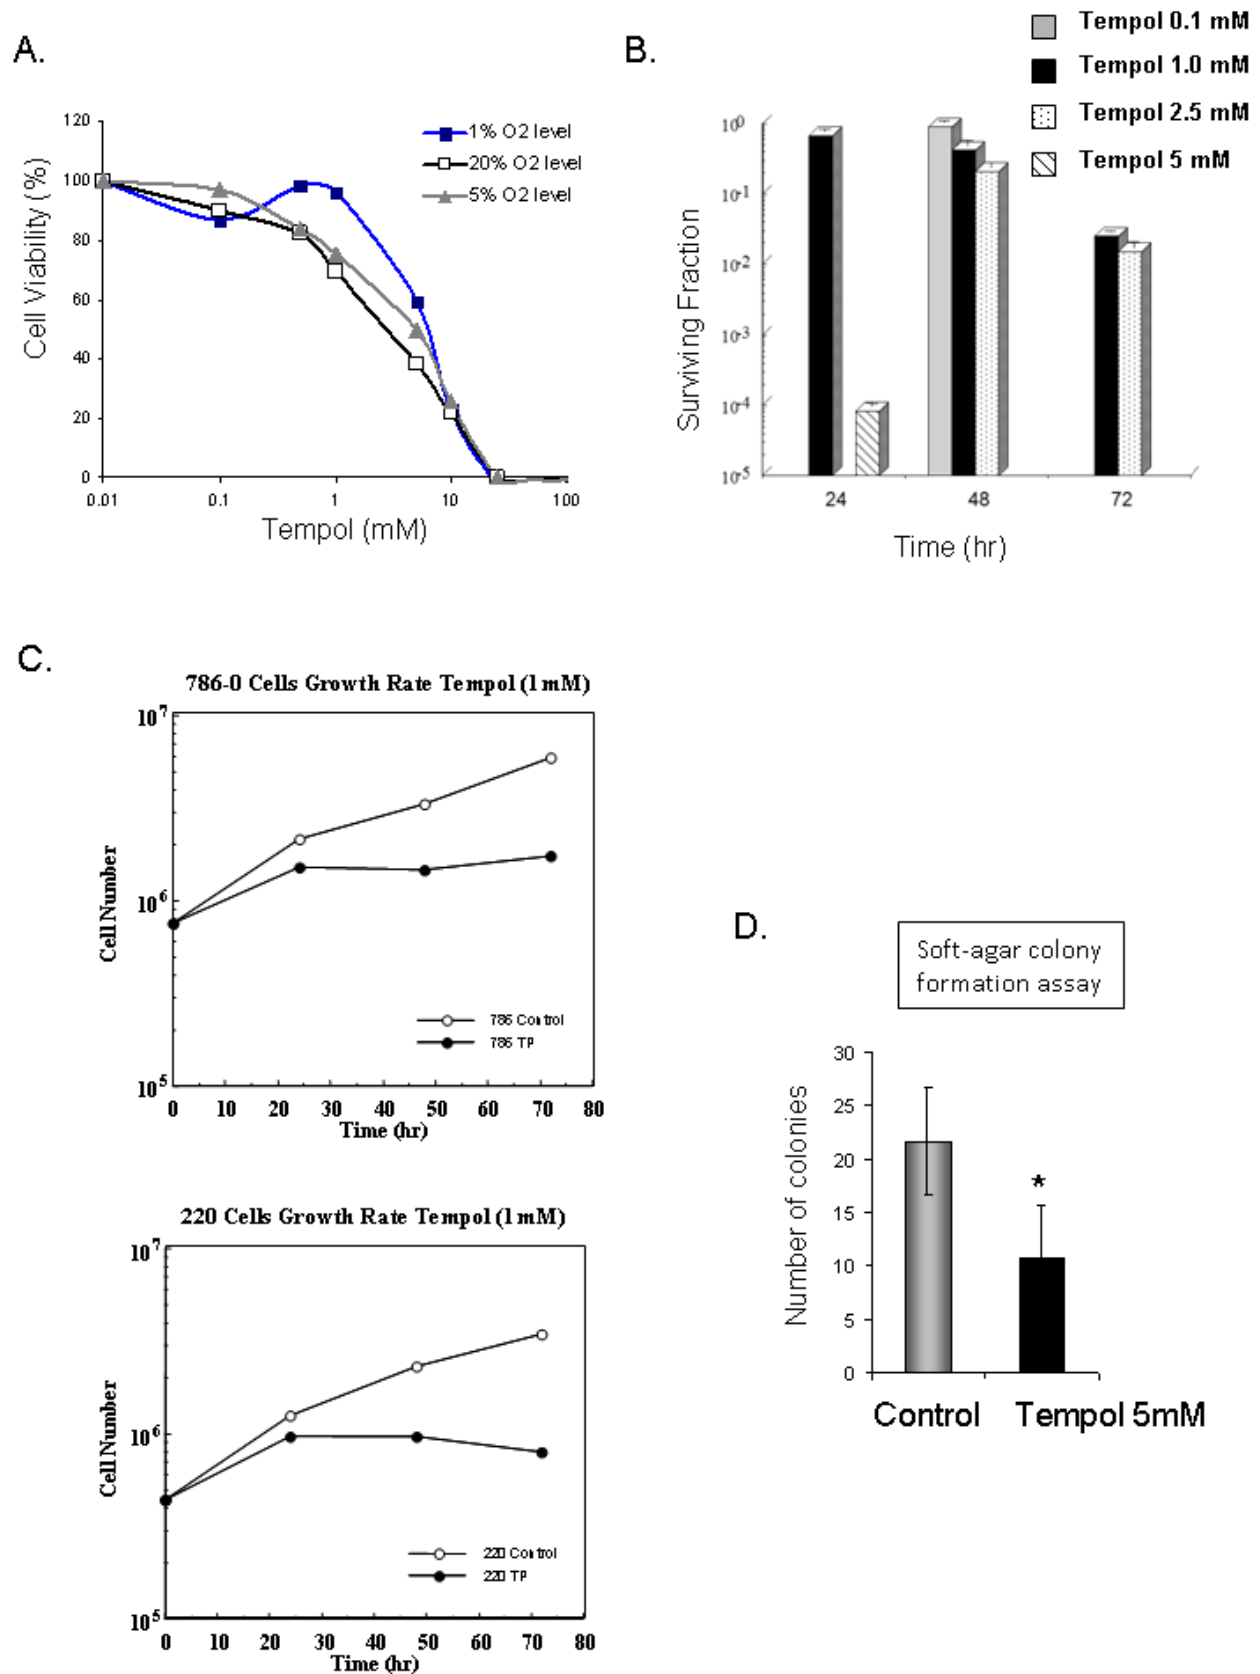 A.
120
100
80
60
40
20
0
Cell Viability (%)
0.01 0.1 1 10 100
Tempol (mM)
1% O2 level
20% O2 level
5% O2 level
B.
Tempol 0.1 mM
Tempol 1.0 mM
Tempol 2.5 mM
Tempol 5 mM
10⁰
10⁻¹
10⁻²
10⁻³
10⁻⁴
10⁻⁵
Surviving Fraction
24 48 72
Time (hr)
C.
786-0 Cells Growth Rate Tempol (1 mM)
10⁷
10⁶
10⁵
Cell Number
786 Control
786 TP
0 10 20 30 40 50 60 70 80
Time (hr)
220 Cells Growth Rate Tempol (1 mM)
10⁷
10⁶
10⁵
Cell Number
220 Control
220 TP
0 10 20 30 40 50 60 70 80
Time (hr)
D.
Soft-agar colony
formation assay
30
25
20
15
10
5
0
Number of colonies
*
Control Tempol 5mM